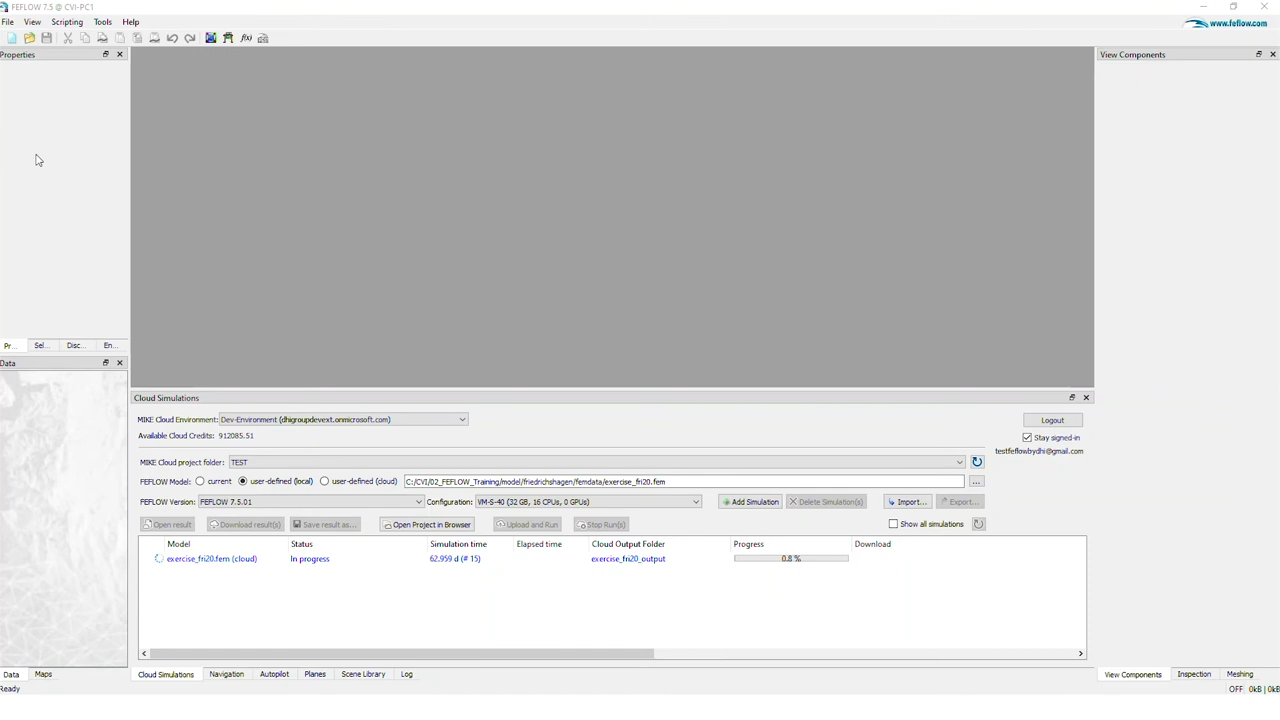 FEFLOW 7.5 @ CVI-PC1
File View Scripting Tools Help
www.feflow.com
f(x)
Properties
View Components
Pr... Sel... Disc... En...
Data
Cloud Simulations
MIKE Cloud Environment: Dev-Environment (dhigroupdevext.onmicrosoft.com)
Logout
Available Cloud Credits: 912085.51
Stay signed-in
testfeflowbydhi@gmail.com
MIKE Cloud project folder: TEST
FEFLOW Model: current user-defined (local) user-defined (cloud) C:/CVI/02_FEFLOW_Training/model/friedrichshagen/femdata/exercise_fri20.fem ...
FEFLOW Version: FEFLOW 7.5.01 Configuration: VM-S-40 (32 GB, 16 CPUs, 0 GPUs) Add Simulation Delete Simulation(s) Import... Export...
Open result Download result(s) Save result as... Open Project in Browser Upload and Run Stop Run(s) Show all simulations
Model Status Simulation time Elapsed time Cloud Output Folder Progress Download
exercise_fri20.fem (cloud) In progress 62.959 d (# 15) exercise_fri20_output 0.8 %
Data Maps
Cloud Simulations Navigation Autopilot Planes Scene Library Log
View Components Inspection Meshing
Ready
OFF 0kB | 0kB